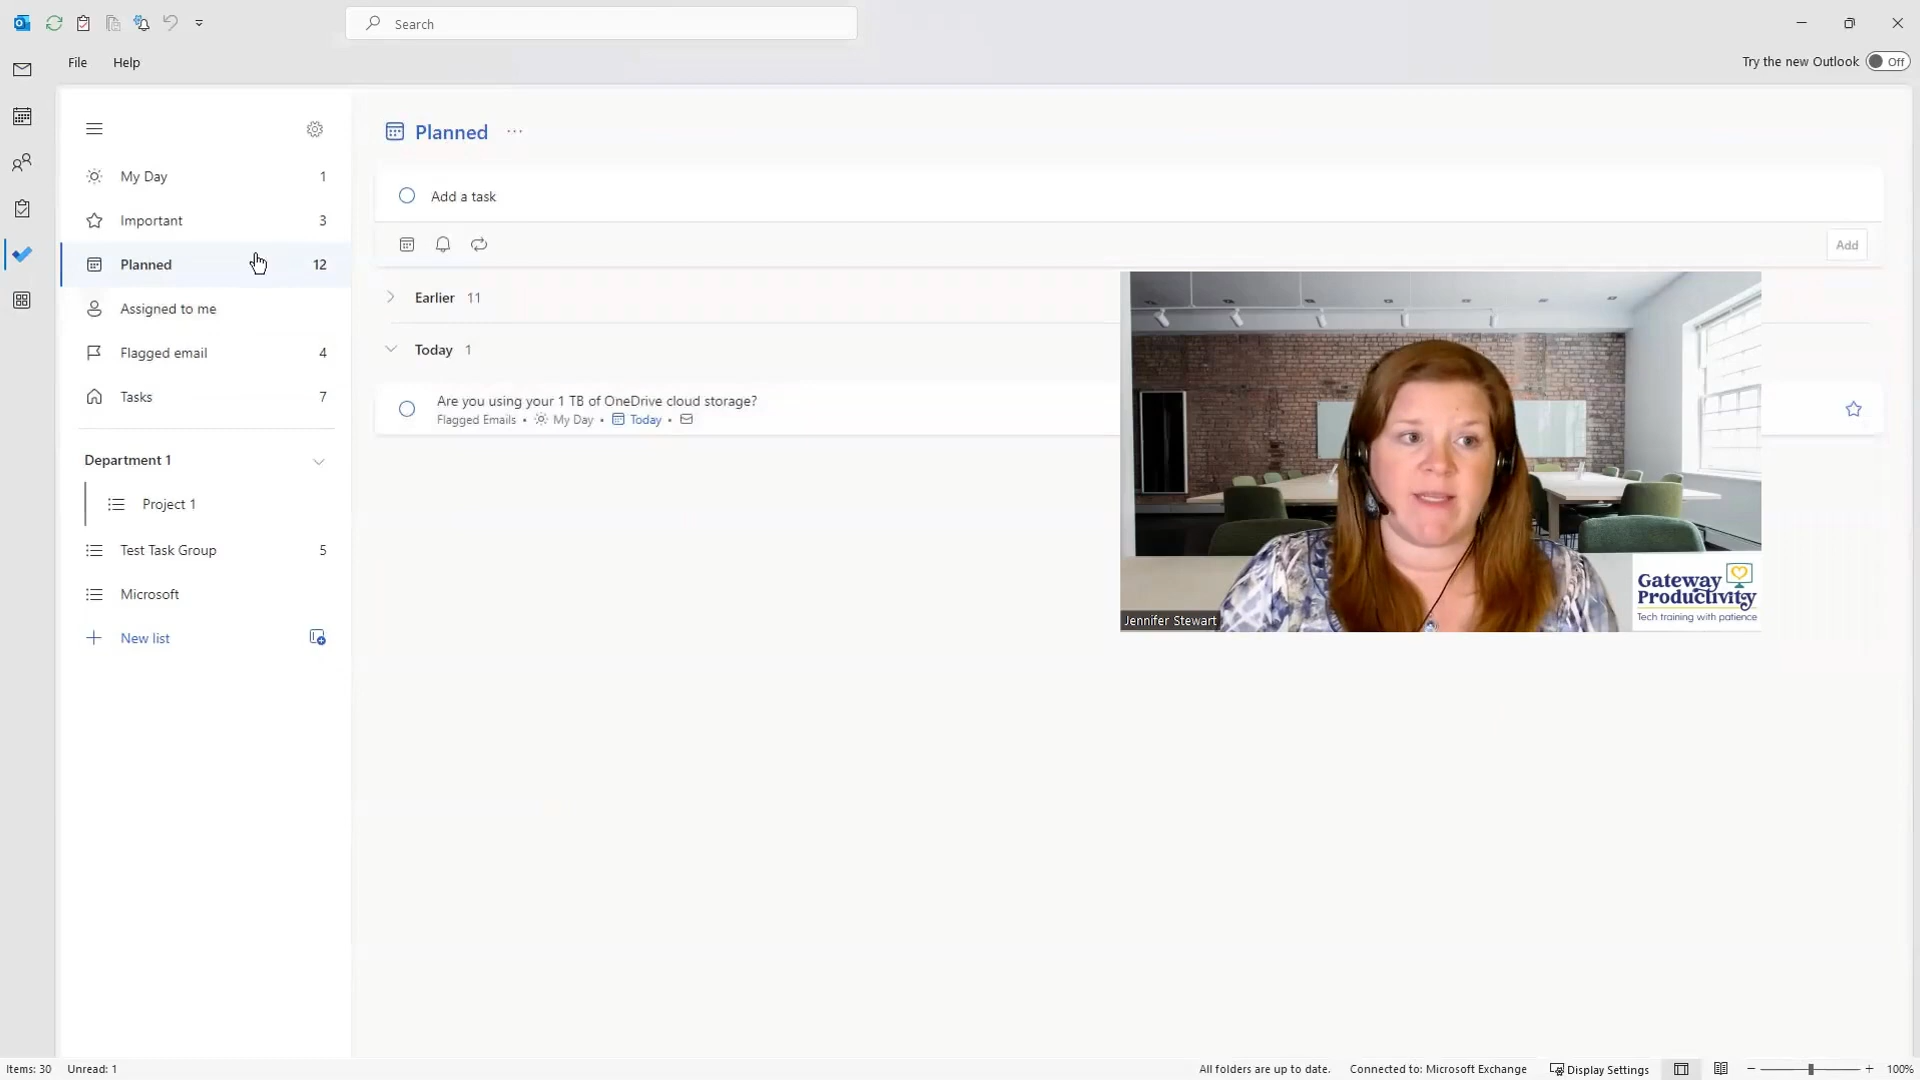 Search
File Help
Try the new Outlook Off
My Day 1
Important 3
Planned 12
Assigned to me
Flagged email 4
Tasks 7
Department 1
Project 1
Test Task Group 5
Microsoft
New list
Planned
Add a task
Add
Earlier 11
Today 1
Are you using your 1 TB of OneDrive cloud storage?
Flagged Emails • My Day • Today •
Gateway
Productivity
Tech training with patience
Jennifer Stewart
Items: 30 Unread: 1 All folders are up to date. Connected to: Microsoft Exchange Display Settings 100%